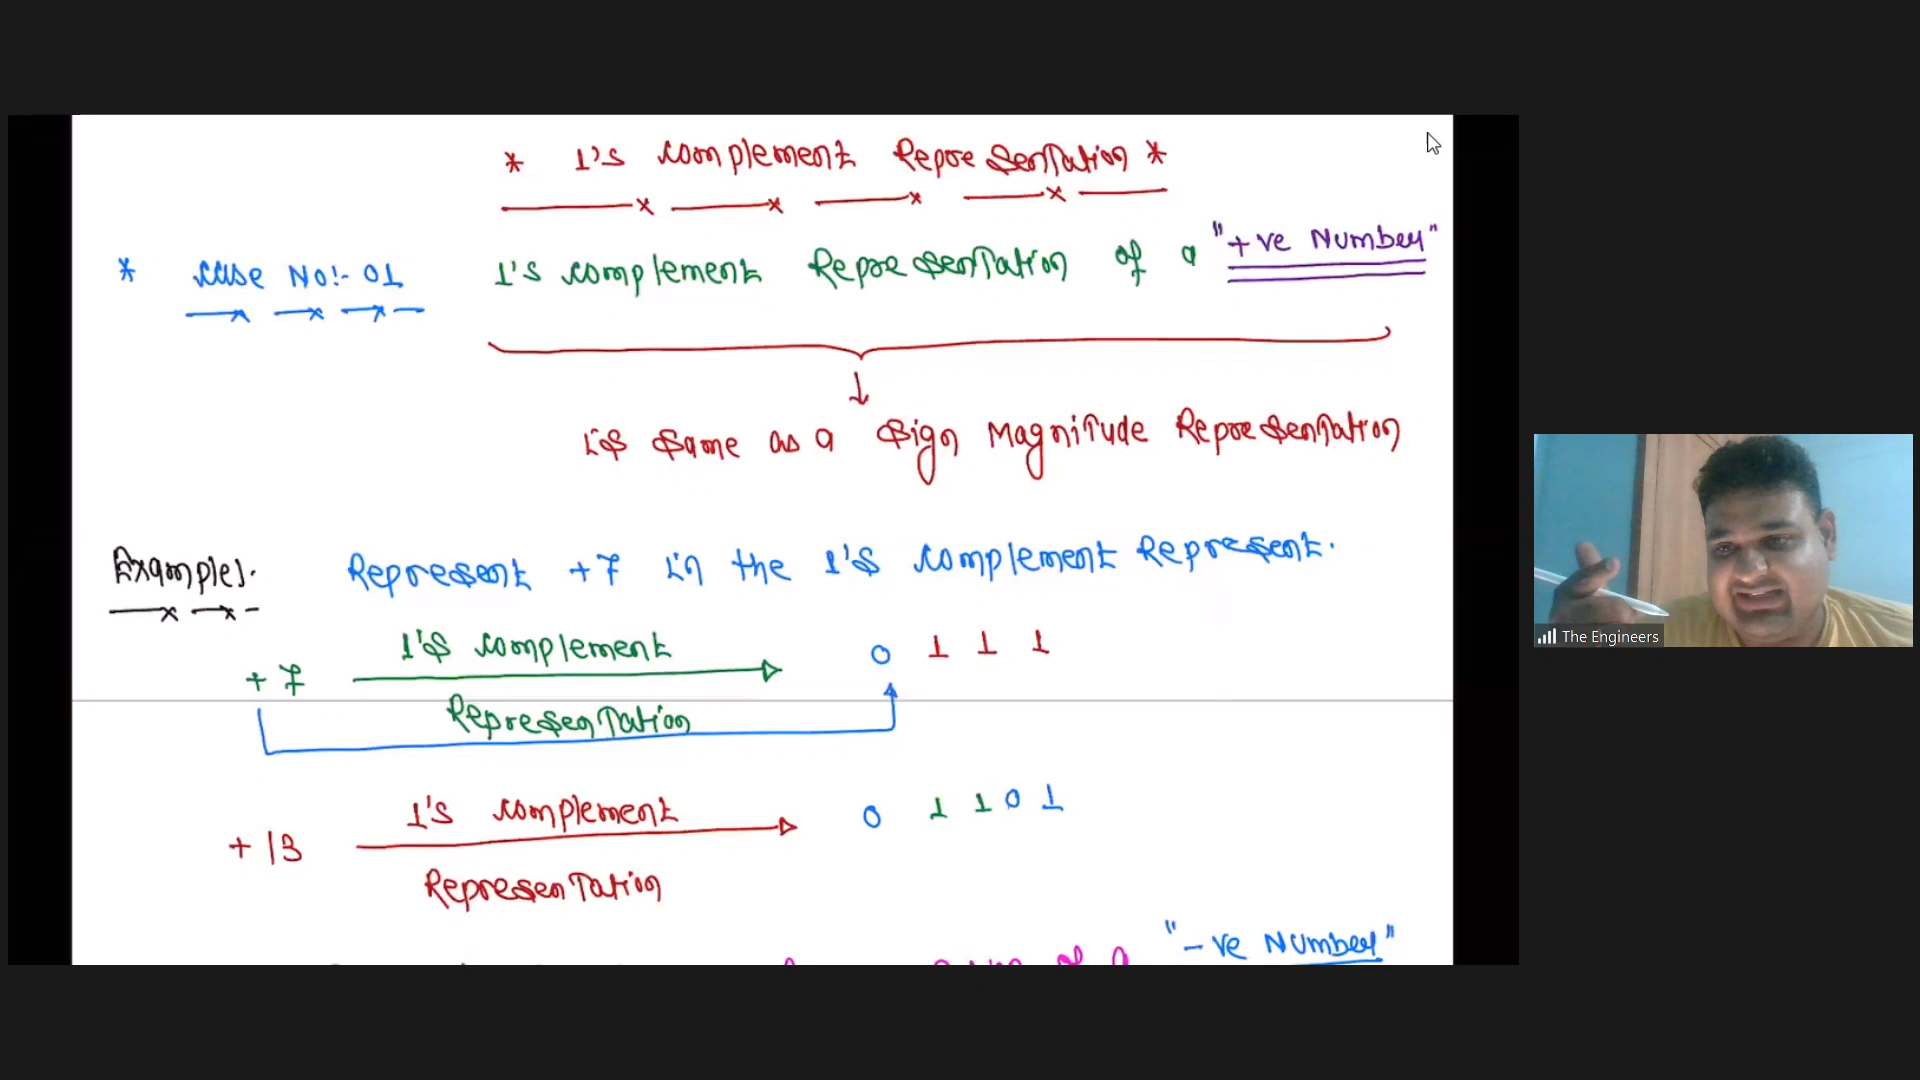 * 1's complement Representation *
* Case No:- 01 1's complement Representation of a "+ve Number"
is same as a sign Magnitude Representation
Examples. Represent +7 in the 1's complement Represent.
+7 1's complement Representation 0 1 1 1
+13 1's complement Representation 0 1 1 0 1
of a "-ve Number"
The Engineers